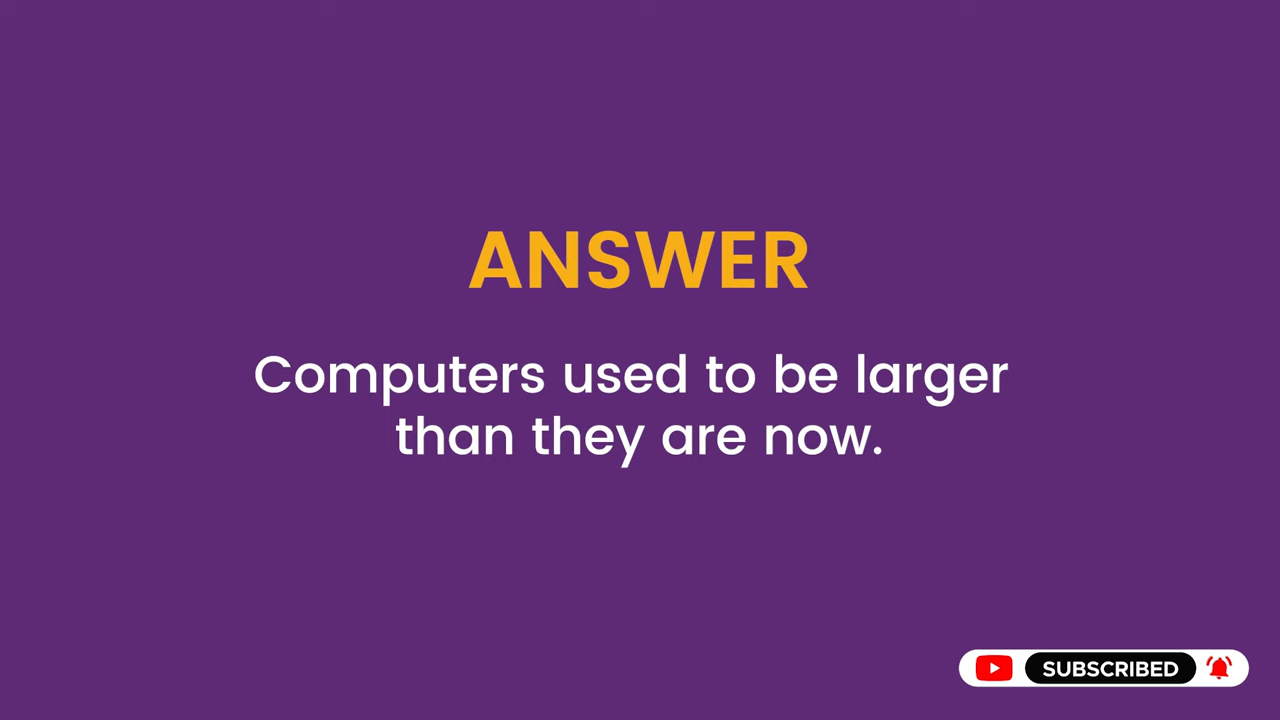 ANSWER
Computers used to be larger
than they are now.
SUBSCRIBED